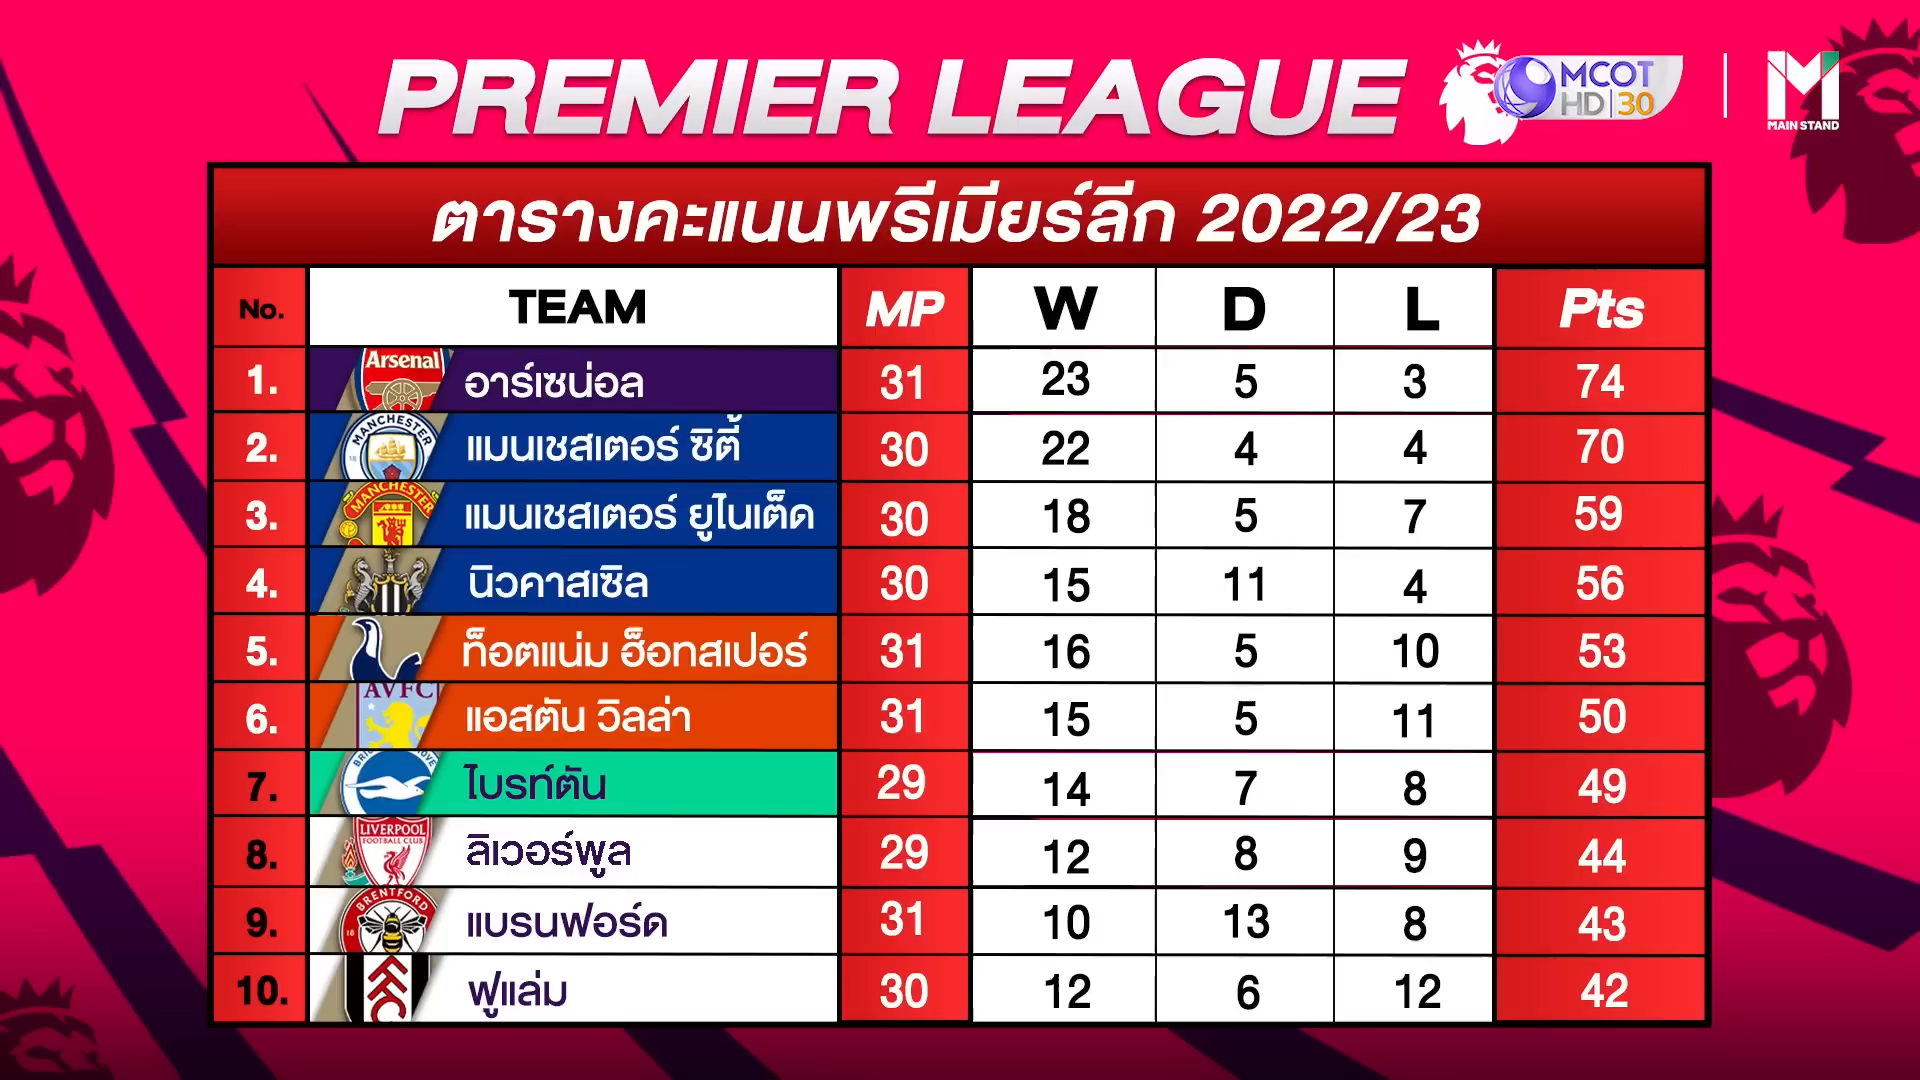 PREMIER LEAGUE
MCOT
HD 30
MAIN STAND
ตารางคะแนนพรีเมียร์ลีก 2022/23
No. TEAM MP W D L Pts
1. Arsenal อาร์เซน่อล 31 23 5 3 74
2. MANCHESTER แมนเชสเตอร์ ซิตี้ 30 22 4 4 70
3. MANCHESTER แมนเชสเตอร์ ยูไนเต็ด 30 18 5 7 59
4. นิวคาสเซิล 30 15 11 4 56
5. ท็อตแน่ม ฮ็อทสเปอร์ 31 16 5 10 53
6. AVFC แอสตัน วิลล่า 31 15 5 11 50
7. ไบรท์ตัน 29 14 7 8 49
8. LIVERPOOL FOOTBALL CLUB ลิเวอร์พูล 29 12 8 9 44
9. BRENTFORD แบรนฟอร์ด 31 10 13 8 43
10. FFC ฟูแล่ม 30 12 6 12 42